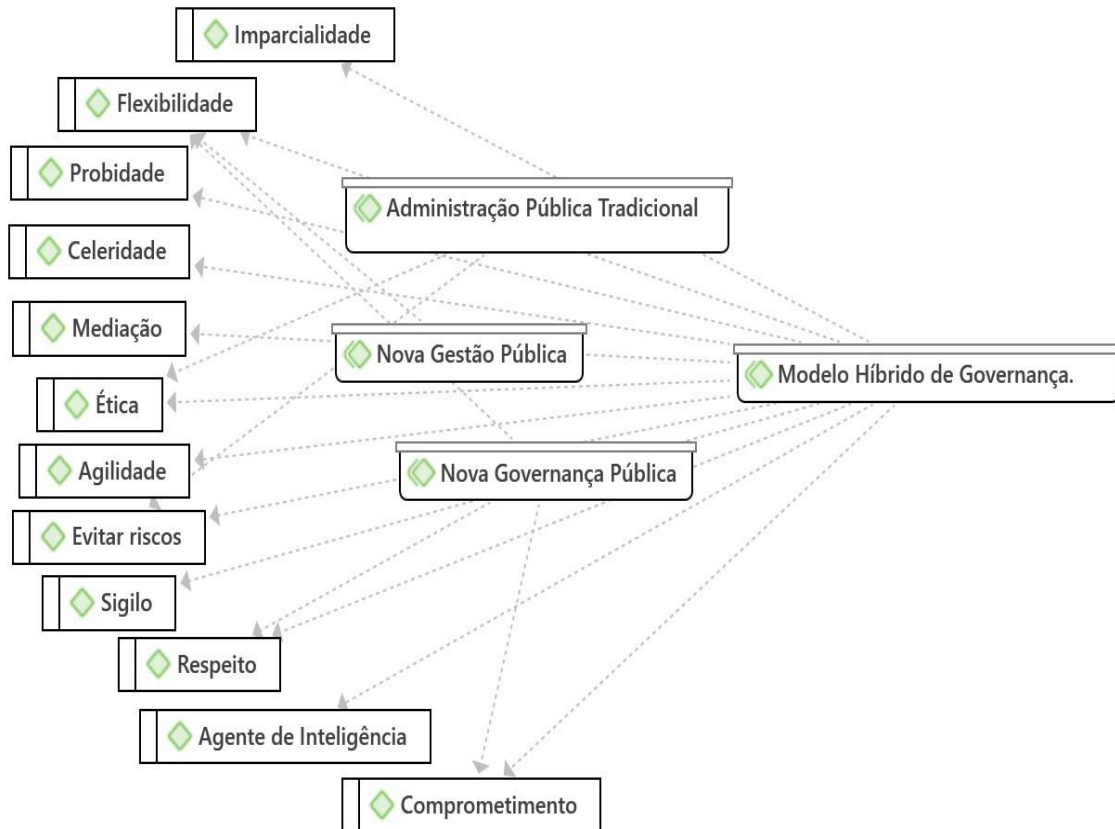 Imparcialidade
Flexibilidade
Probidade
Administração Pública Tradicional
Celeridade
Mediação
Nova Gestão Pública
Modelo Híbrido de Governança.
Ética
Agilidade
Nova Governança Pública
Evitar riscos
Sigilo
Respeito
Agente de Inteligência
Comprometimento